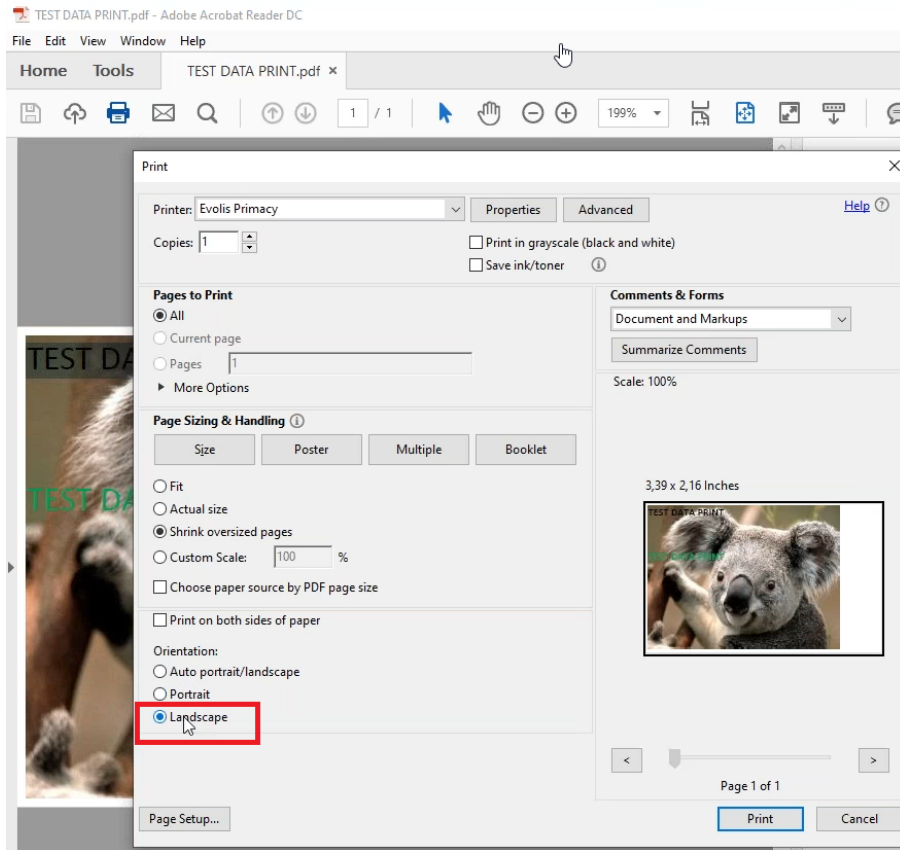 TEST DATA PRINT.pdf - Adobe Acrobat Reader DC
File Edit View Window Help
Home Tools TEST DATA PRINT.pdf ×
1 / 1 199%
Print
Printer: Evolis Primacy Properties Advanced Help
Copies: 1 Print in grayscale (black and white)
Save ink/toner
Pages to Print
All
Current page
Pages 1
More Options
Comments & Forms
Document and Markups
Summarize Comments
Scale: 100%
Page Sizing & Handling
Size Poster Multiple Booklet
Fit
Actual size
Shrink oversized pages
Custom Scale: 100 %
Choose paper source by PDF page size
Print on both sides of paper
Orientation:
Auto portrait/landscape
Portrait
Landscape
3,39 x 2,16 Inches
TEST DATA PRINT
TEST DATA PRINT
< >
Page 1 of 1
Page Setup... Print Cancel
TEST DA
TEST DA